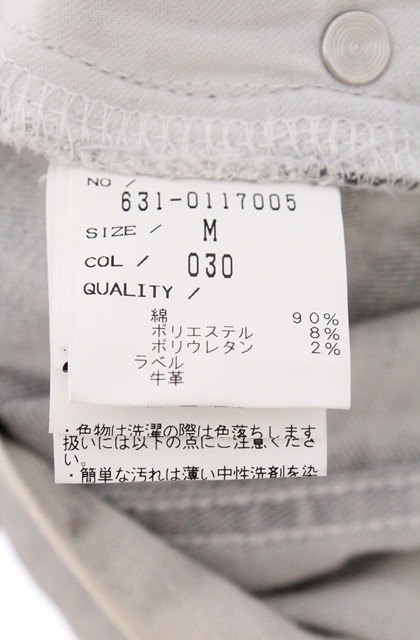 NO /
631-0117005
SIZE / M
COL / 030
QUALITY /
綿 90%
ポリエステル 8%
ポリウレタン 2%
ラベル
牛革
・色物は洗濯の際は色落ちします
扱いには以下の点にご注意くださ
い。
・簡単な汚れは薄い中性洗剤を染